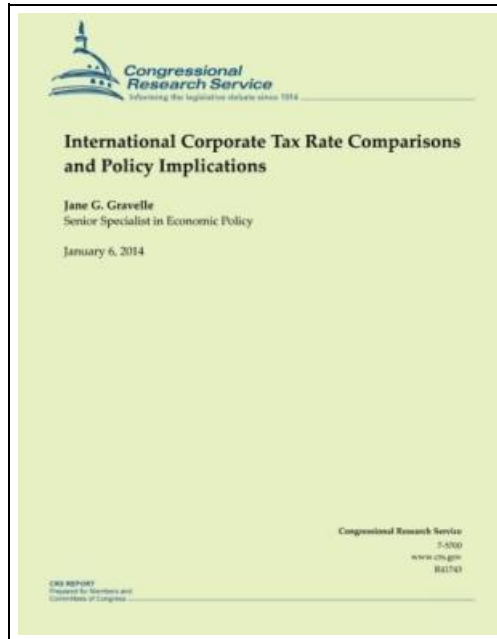 Congressional
Research Service
Informing the legislative debate since 1914
International Corporate Tax Rate Comparisons
and Policy Implications
Jane G. Gravelle
Senior Specialist in Economic Policy
January 6, 2014
Congressional Research Service
7-5700
www.crs.gov
R41743
CRS REPORT
Prepared for Members and
Committees of Congress